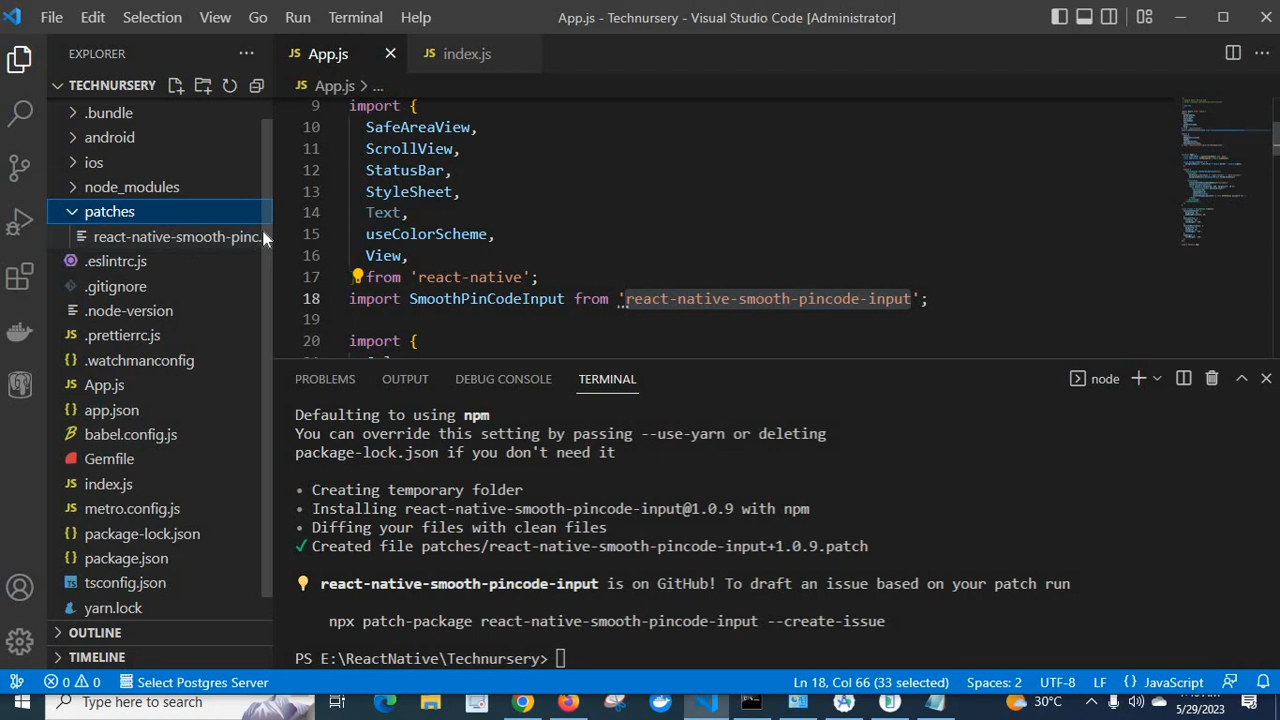 File Edit Selection View Go Run Terminal Help App.js - Technursery - Visual Studio Code [Administrator]
EXPLORER
TECHNURSERY
.bundle
android
ios
node_modules
patches
react-native-smooth-pinc...
.eslintrc.js
.gitignore
.node-version
.prettierrc.js
.watchmanconfig
App.js
app.json
babel.config.js
Gemfile
index.js
metro.config.js
package-lock.json
package.json
tsconfig.json
yarn.lock
OUTLINE
TIMELINE
JS App.js JS index.js
JS App.js > ...
9 import {
10 SafeAreaView,
11 ScrollView,
12 StatusBar,
13 StyleSheet,
14 Text,
15 useColorScheme,
16 View,
17 } from 'react-native';
18 import SmoothPinCodeInput from 'react-native-smooth-pincode-input';
19
20 import {
PROBLEMS OUTPUT DEBUG CONSOLE TERMINAL node
Defaulting to using npm
You can override this setting by passing --use-yarn or deleting
package-lock.json if you don't need it
• Creating temporary folder
• Installing react-native-smooth-pincode-input@1.0.9 with npm
• Diffing your files with clean files
✓ Created file patches/react-native-smooth-pincode-input+1.0.9.patch
react-native-smooth-pincode-input is on GitHub! To draft an issue based on your patch run
npx patch-package react-native-smooth-pincode-input --create-issue
PS E:\ReactNative\Technursery>
0 0 Select Postgres Server Ln 18, Col 66 (33 selected) Spaces: 2 UTF-8 LF {} JavaScript
Type here to search 30°C
5/29/2023